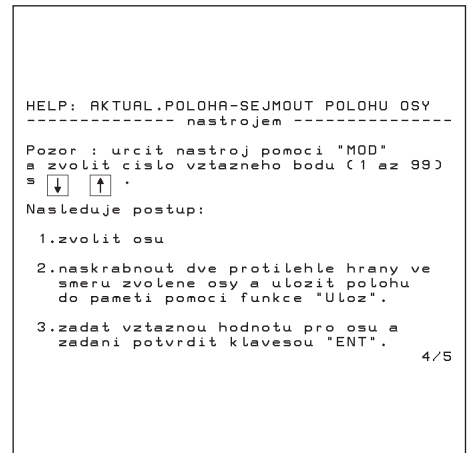 HELP: AKTUAL.POLOHA-SEJMOUT POLOHU OSY
--------------- nastrojem ---------------
Pozor : urcit nastroj pomoci "MOD"
a zvolit cislo vztazneho bodu (1 az 99)
s ↓ ↑ .
Nasleduje postup:
1.zvolit osu
2.naskrabnout dve protilehle hrany ve
smeru zvolene osy a ulozit polohu
do pameti pomoci funkce "Uloz".
3.zadat vztaznou hodnotu pro osu a
zadani potvrdit klavesou "ENT".
4/5